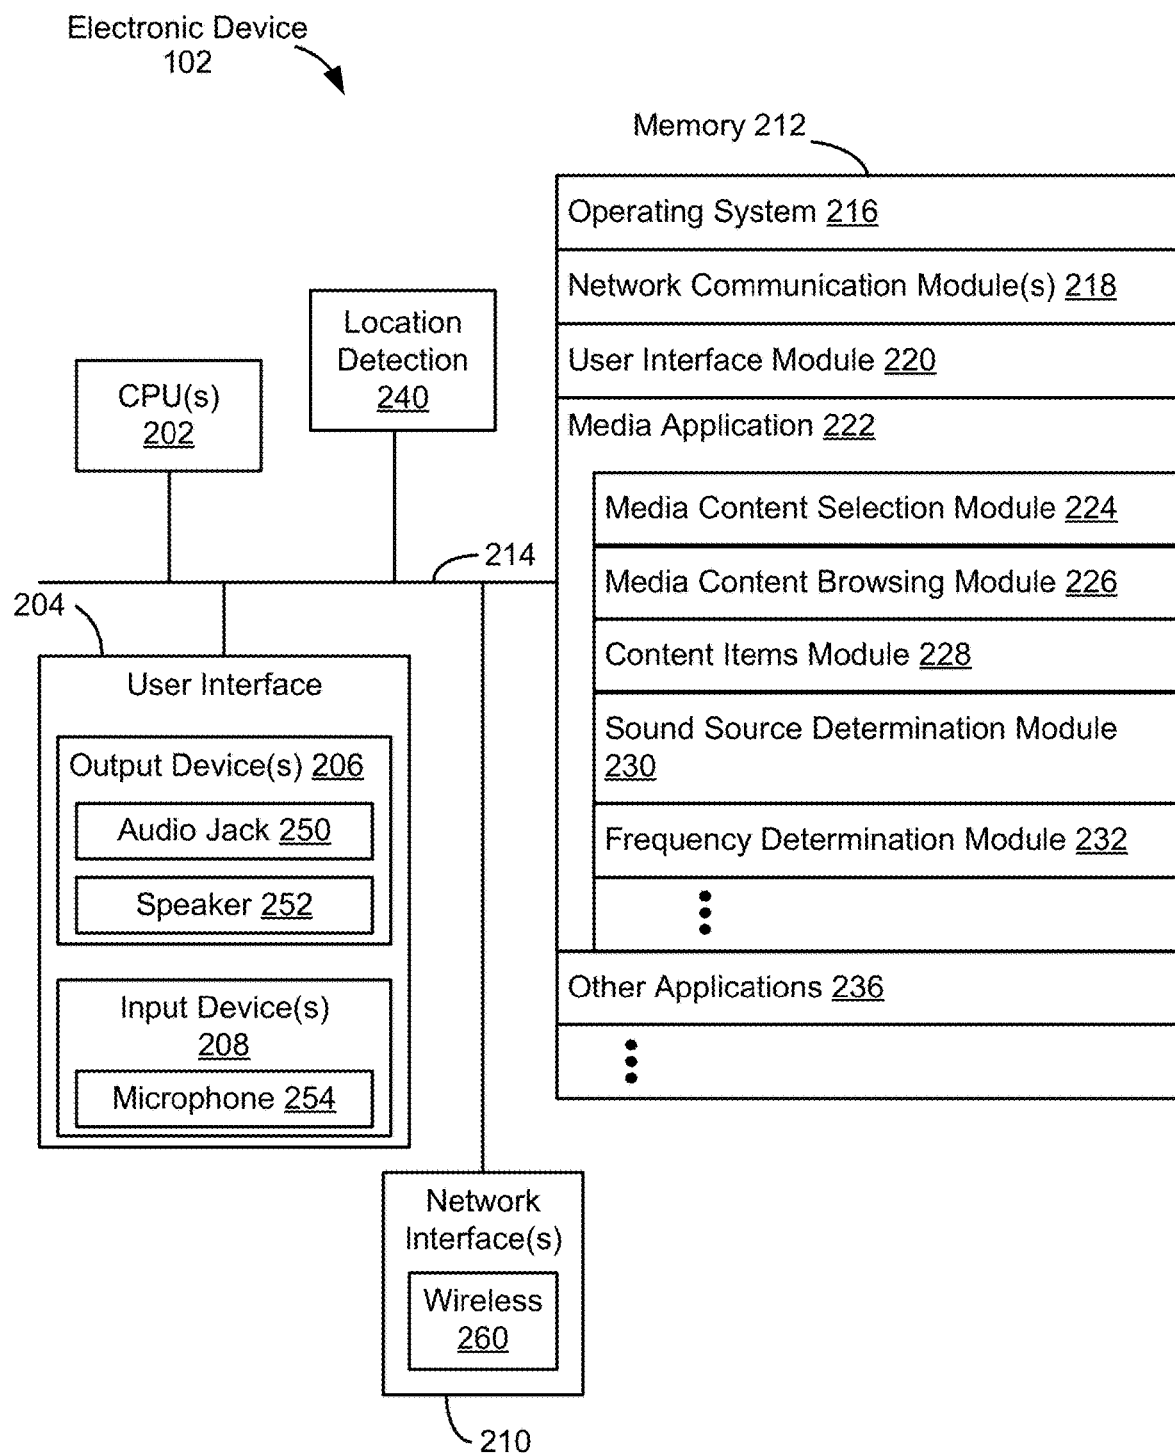 Electronic Device
102
Memory 212
Operating System 216
Network Communication Module(s) 218
User Interface Module 220
Media Application 222
Media Content Selection Module 224
Media Content Browsing Module 226
Content Items Module 228
Sound Source Determination Module
230
Frequency Determination Module 232
Other Applications 236
Location
Detection
240
CPU(s)
202
214
204
User Interface
Output Device(s) 206
Audio Jack 250
Speaker 252
Input Device(s)
208
Microphone 254
Network
Interface(s)
Wireless
260
210